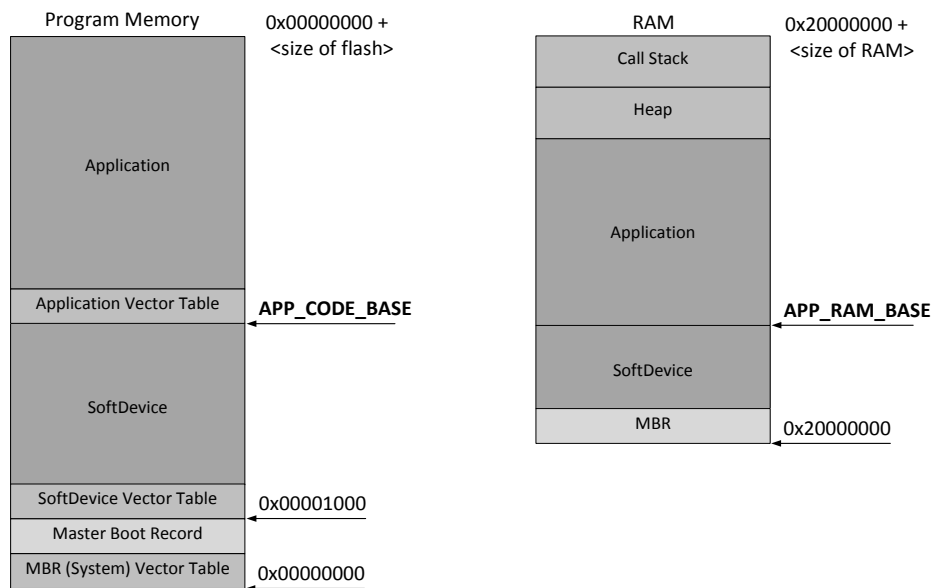 Program Memory
0x00000000 +
<size of flash>
Application
Application Vector Table
APP_CODE_BASE
SoftDevice
SoftDevice Vector Table
0x00001000
Master Boot Record
MBR (System) Vector Table
0x00000000
RAM
0x20000000 +
<size of RAM>
Call Stack
Heap
Application
APP_RAM_BASE
SoftDevice
MBR
0x20000000